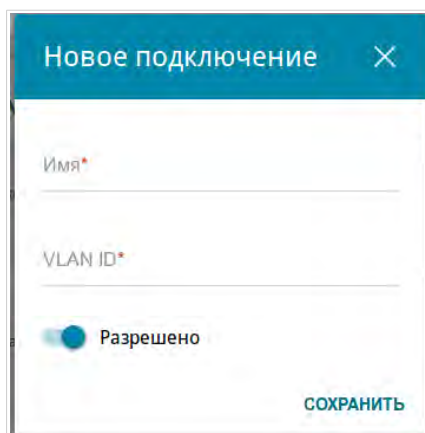 Новое подключение
Имя*
VLAN ID*
Разрешено
СОХРАНИТЬ